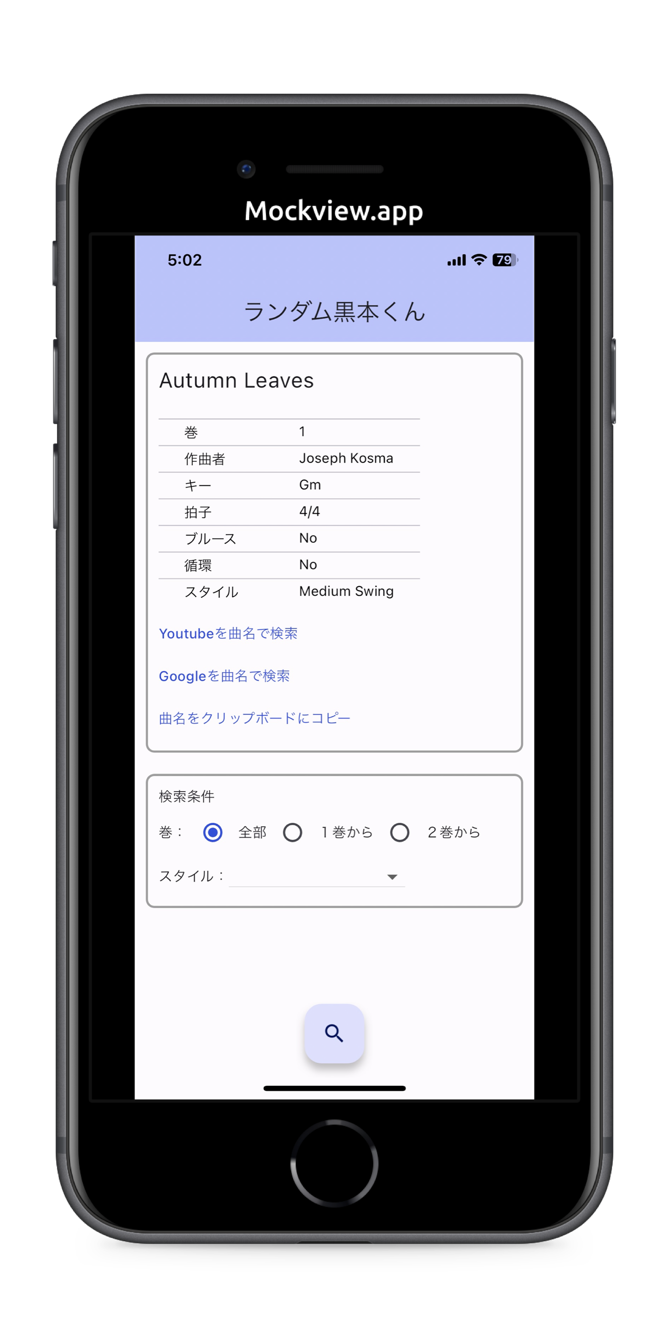 Mockview.app
5:02 79
ランダム黒本くん
Autumn Leaves
巻 1
作曲者 Joseph Kosma
キー Gm
拍子 4/4
ブルース No
循環 No
スタイル Medium Swing
Youtubeを曲名で検索
Googleを曲名で検索
曲名をクリップボードにコピー
検索条件
巻： 全部 １巻から ２巻から
スタイル：